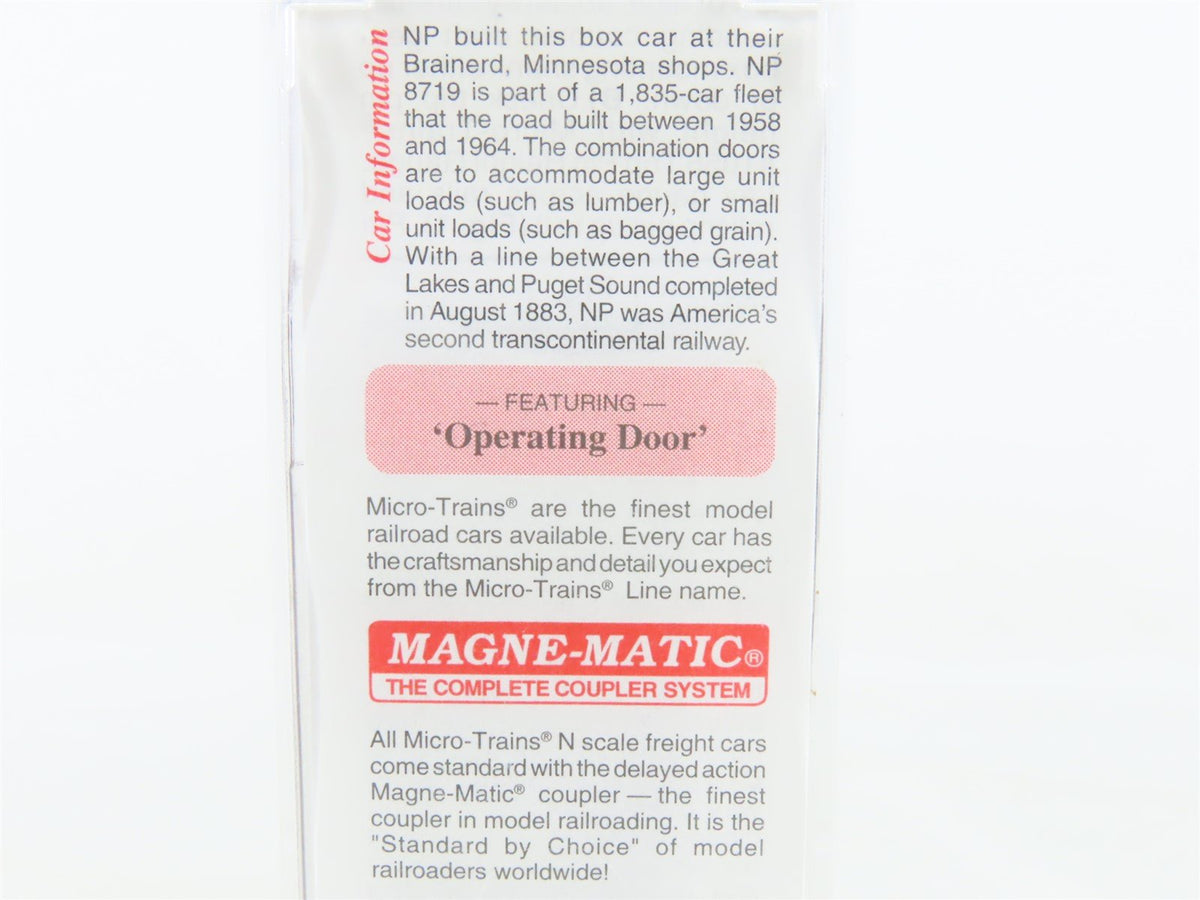 Car Information
NP built this box car at their
Brainerd, Minnesota shops. NP
8719 is part of a 1,835-car fleet
that the road built between 1958
and 1964. The combination doors
are to accommodate large unit
loads (such as lumber), or small
unit loads (such as bagged grain).
With a line between the Great
Lakes and Puget Sound completed
in August 1883, NP was America's
second transcontinental railway.
— FEATURING —
'Operating Door'
Micro-Trains® are the finest model
railroad cars available. Every car has
the craftsmanship and detail you expect
from the Micro-Trains® Line name.
MAGNE-MATIC®
THE COMPLETE COUPLER SYSTEM
All Micro-Trains® N scale freight cars
come standard with the delayed action
Magne-Matic® coupler — the finest
coupler in model railroading. It is the
"Standard by Choice" of model
railroaders worldwide!